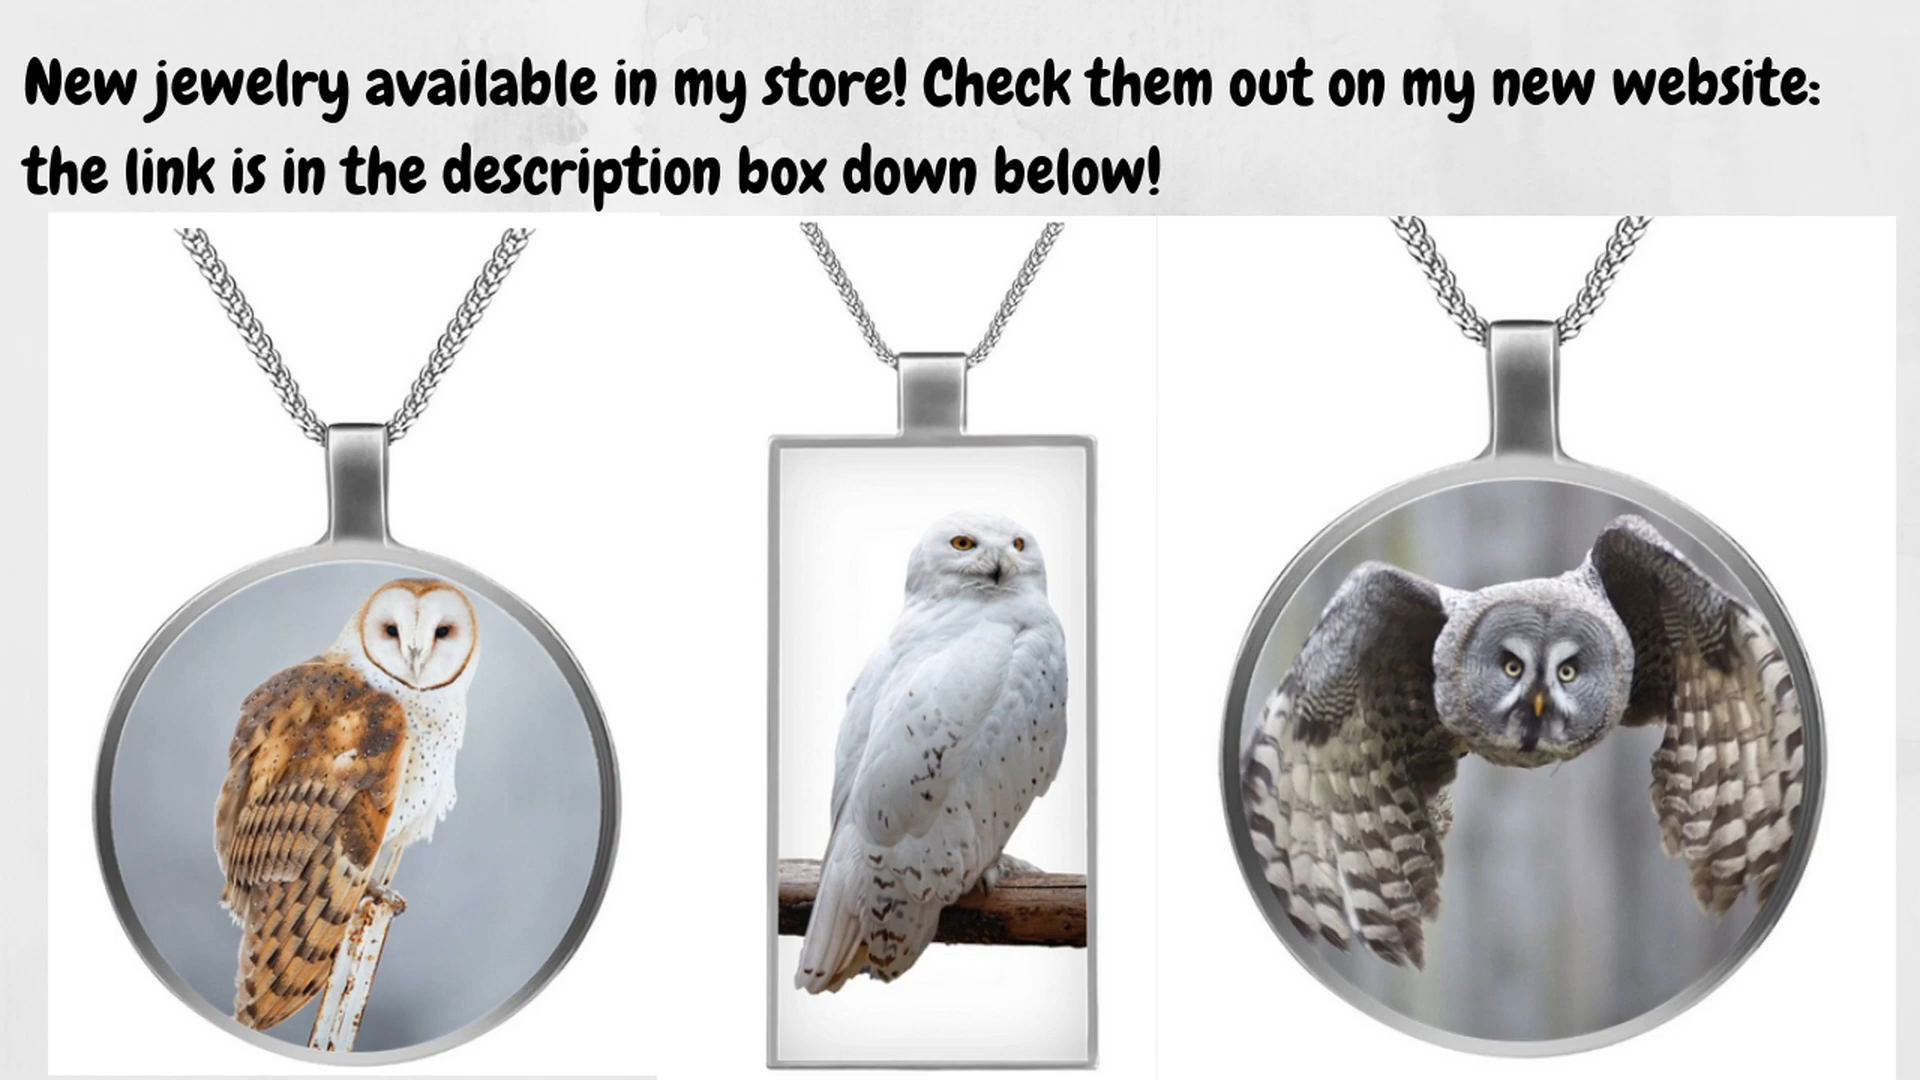 New jewelry available in my store! Check them out on my new website:
the link is in the description box down below!